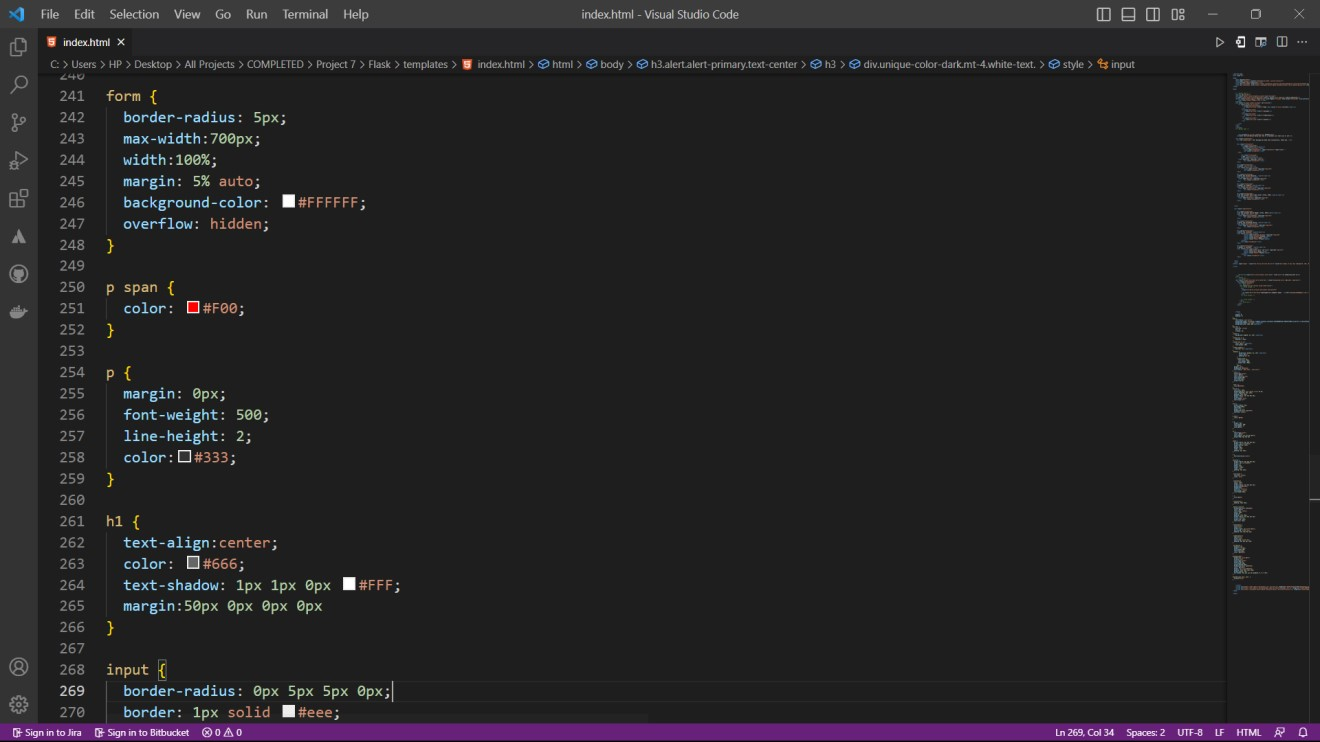 File Edit Selection View Go Run Terminal Help index.html - Visual Studio Code
index.html
C: > Users > HP > Desktop > All Projects > COMPLETED > Project 7 > Flask > templates > index.html > html > body > h3.alert.alert-primary.text-center > h3 > div.unique-color-dark.mt-4.white-text. > style > input
240
241 form {
242 border-radius: 5px;
243 max-width:700px;
244 width:100%;
245 margin: 5% auto;
246 background-color: #FFFFFF;
247 overflow: hidden;
248 }
249
250 p span {
251 color: #F00;
252 }
253
254 p {
255 margin: 0px;
256 font-weight: 500;
257 line-height: 2;
258 color:#333;
259 }
260
261 h1 {
262 text-align:center;
263 color: #666;
264 text-shadow: 1px 1px 0px #FFF;
265 margin:50px 0px 0px 0px
266 }
267
268 input {
269 border-radius: 0px 5px 5px 0px;
270 border: 1px solid #eee;
Sign in to Jira Sign in to Bitbucket 0 0 Ln 269, Col 34 Spaces: 2 UTF-8 LF HTML